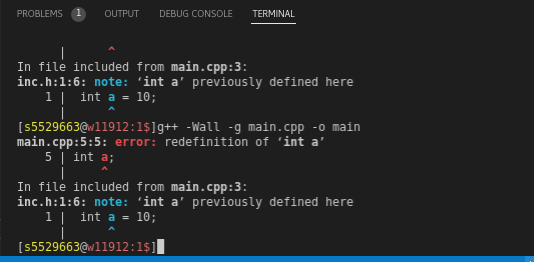 PROBLEMS 1 OUTPUT DEBUG CONSOLE TERMINAL
| ^
In file included from main.cpp:3:
inc.h:1:6: note: ‘int a’ previously defined here
1 | int a = 10;
| ^
[s5529663@w11912:1$]g++ -Wall -g main.cpp -o main
main.cpp:5:5: error: redefinition of ‘int a’
5 | int a;
| ^
In file included from main.cpp:3:
inc.h:1:6: note: ‘int a’ previously defined here
1 | int a = 10;
| ^
[s5529663@w11912:1$]